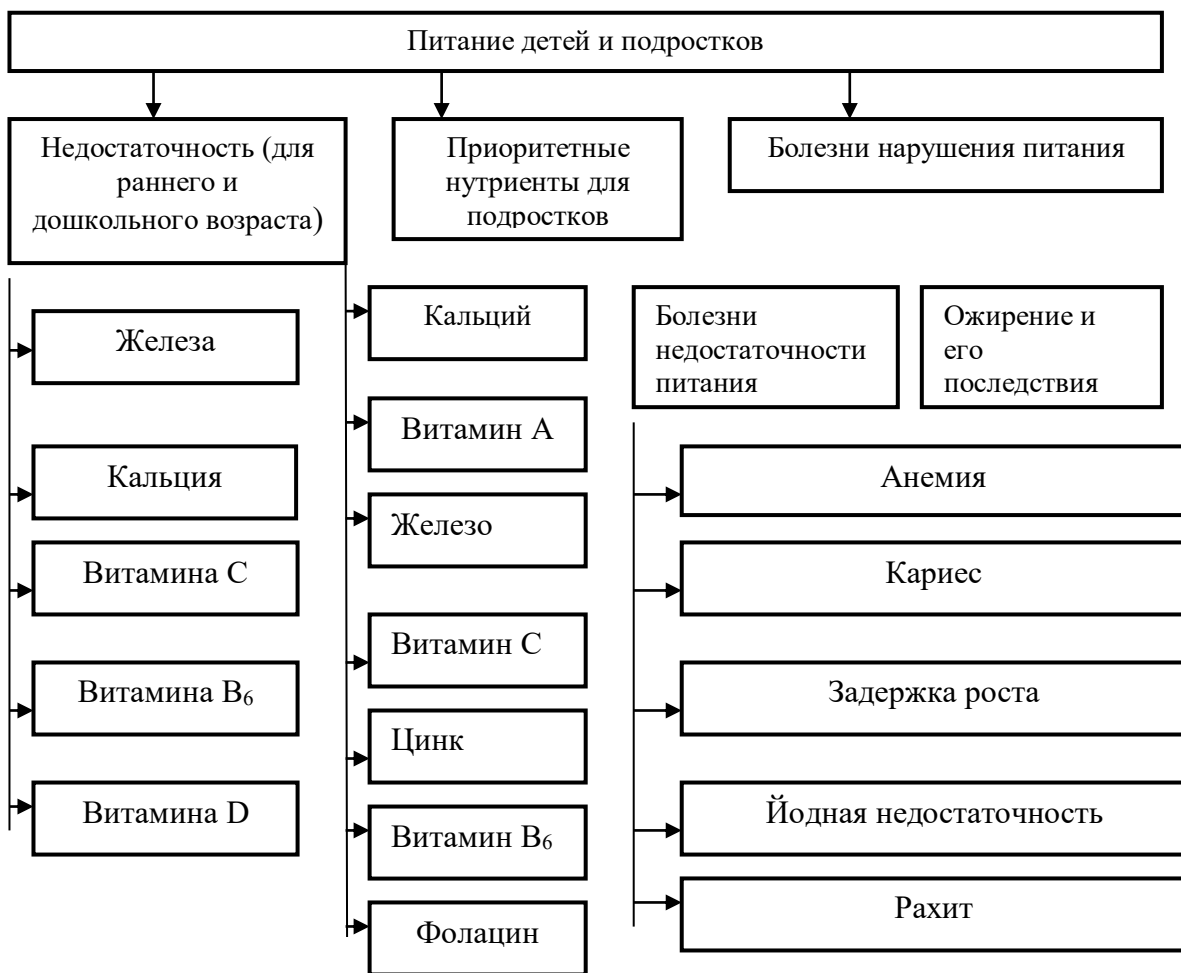 Питание детей и подростков
Недостаточность (для
раннего и
дошкольного возраста)
Приоритетные
нутриенты для
подростков
Болезни нарушения питания
Железа
Кальция
Витамина С
Витамина В₆
Витамина D
Кальций
Витамин А
Железо
Витамин С
Цинк
Витамин В₆
Фолацин
Болезни
недостаточности
питания
Ожирение и
его
последствия
Анемия
Кариес
Задержка роста
Йодная недостаточность
Рахит